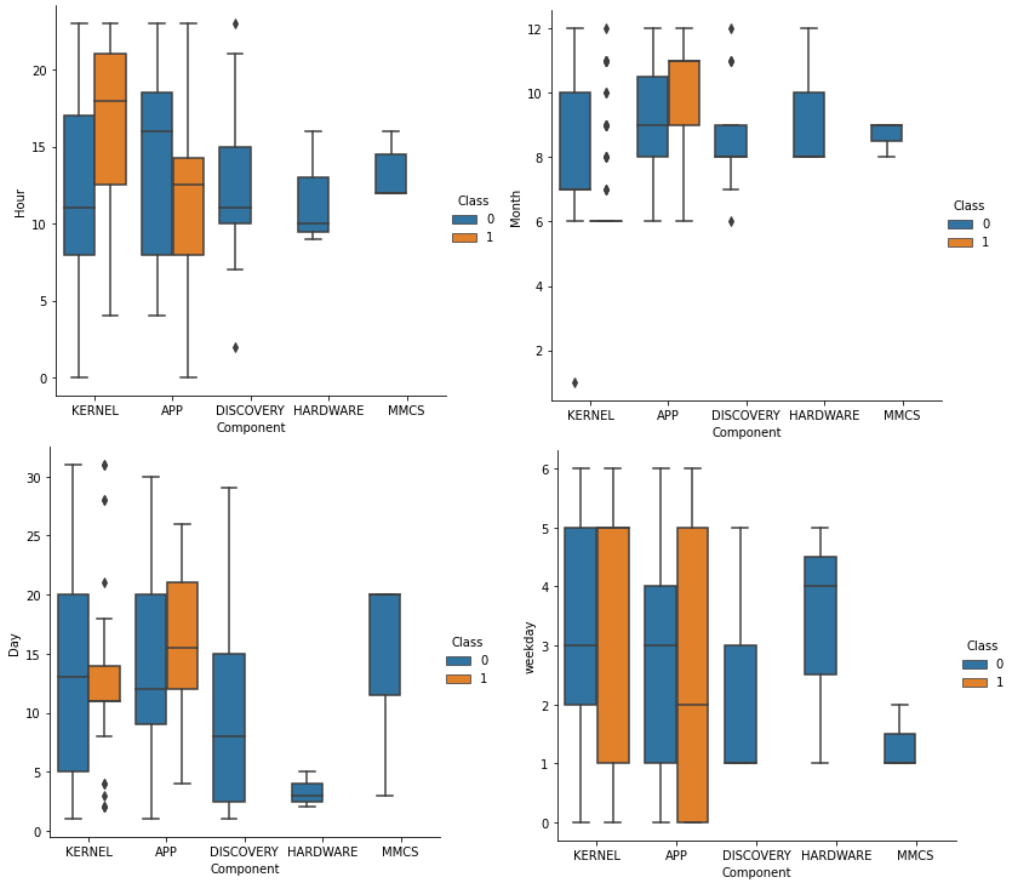 20
15
10
5
0
Hour
KERNEL APP DISCOVERY HARDWARE MMCS
Component
Class
0
1
12
10
8
6
4
2
Month
KERNEL APP DISCOVERY HARDWARE MMCS
Component
Class
0
1
30
25
20
15
10
5
0
Day
KERNEL APP DISCOVERY HARDWARE MMCS
Component
Class
0
1
6
5
4
3
2
1
0
weekday
KERNEL APP DISCOVERY HARDWARE MMCS
Component
Class
0
1